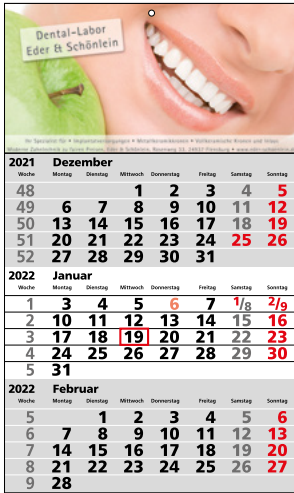 Dental-Labor
Eder & Schönlein
2021 Dezember
Woche Montag Dienstag Mittwoch Donnerstag Freitag Samstag Sonntag
48 1 2 3 4 5
49 6 7 8 9 10 11 12
50 13 14 15 16 17 18 19
51 20 21 22 23 24 25 26
52 27 28 29 30 31
2022 Januar
Woche Montag Dienstag Mittwoch Donnerstag Freitag Samstag Sonntag
1 3 4 5 6 7 1/8 2/9
2 10 11 12 13 14 15 16
3 17 18 19 20 21 22 23
4 24 25 26 27 28 29 30
5 31
2022 Februar
Woche Montag Dienstag Mittwoch Donnerstag Freitag Samstag Sonntag
5 1 2 3 4 5 6
6 7 8 9 10 11 12 13
7 14 15 16 17 18 19 20
8 21 22 23 24 25 26 27
9 28